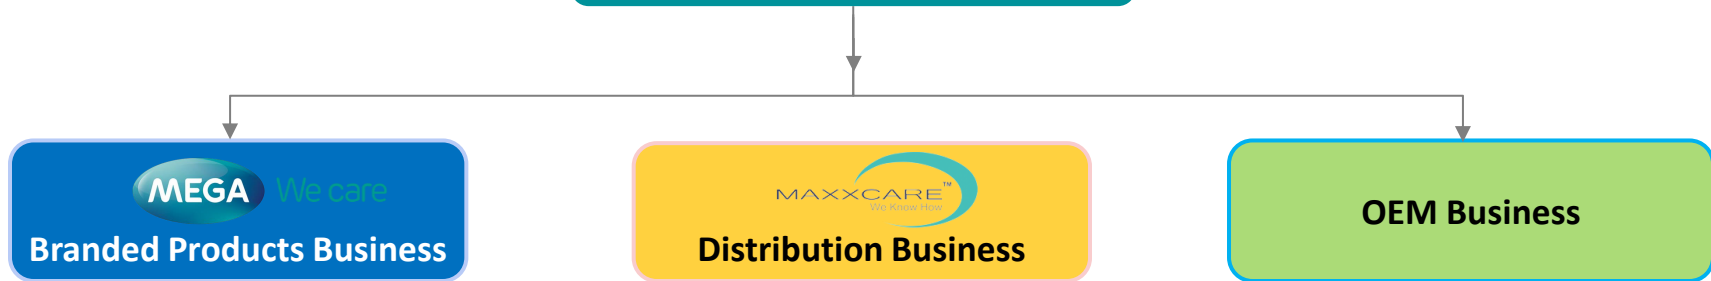 MEGA We care
Branded Products Business
MAXXCARE™
We Know How
Distribution Business
OEM Business